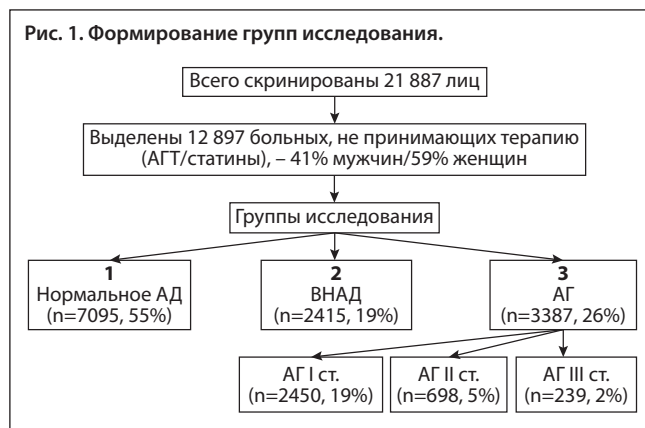 Рис. 1. Формирование групп исследования.
Всего скринированы 21 887 лиц
Выделены 12 897 больных, не принимающих терапию
(АГТ/статины), – 41% мужчин/59% женщин
Группы исследования
1
Нормальное АД
(n=7095, 55%)
2
ВНАД
(n=2415, 19%)
3
АГ
(n=3387, 26%)
АГ I ст.
(n=2450, 19%)
АГ II ст.
(n=698, 5%)
АГ III ст.
(n=239, 2%)